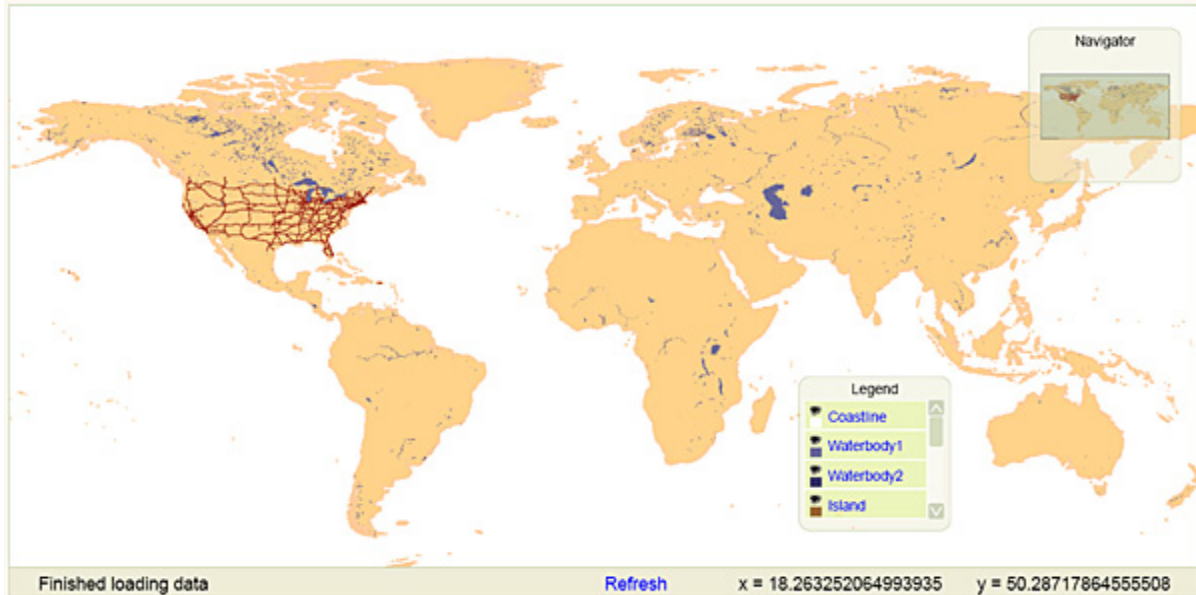 Navigator
Legend
Coastline
Waterbody1
Waterbody2
Island
Finished loading data Refresh x = 18.263252064993935 y = 50.28717864555508